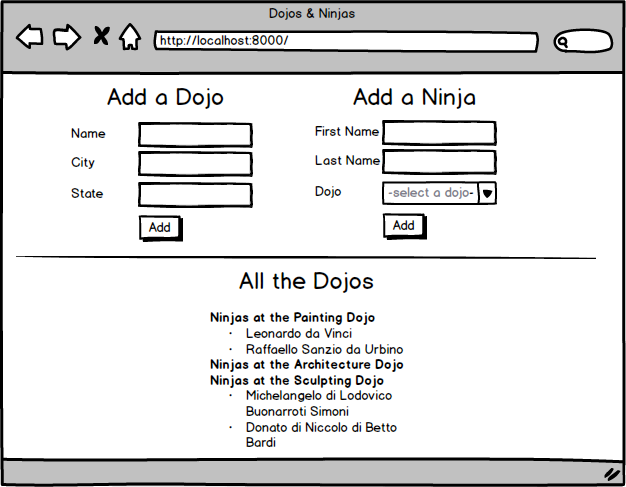 Dojos & Ninjas
http://localhost:8000/
Add a Dojo
Name
City
State
Add
Add a Ninja
First Name
Last Name
Dojo
-select a dojo-
Add
All the Dojos
Ninjas at the Painting Dojo
· Leonardo da Vinci
· Raffaello Sanzio da Urbino
Ninjas at the Architecture Dojo
Ninjas at the Sculpting Dojo
· Michelangelo di Lodovico
Buonarroti Simoni
· Donato di Niccolo di Betto
Bardi